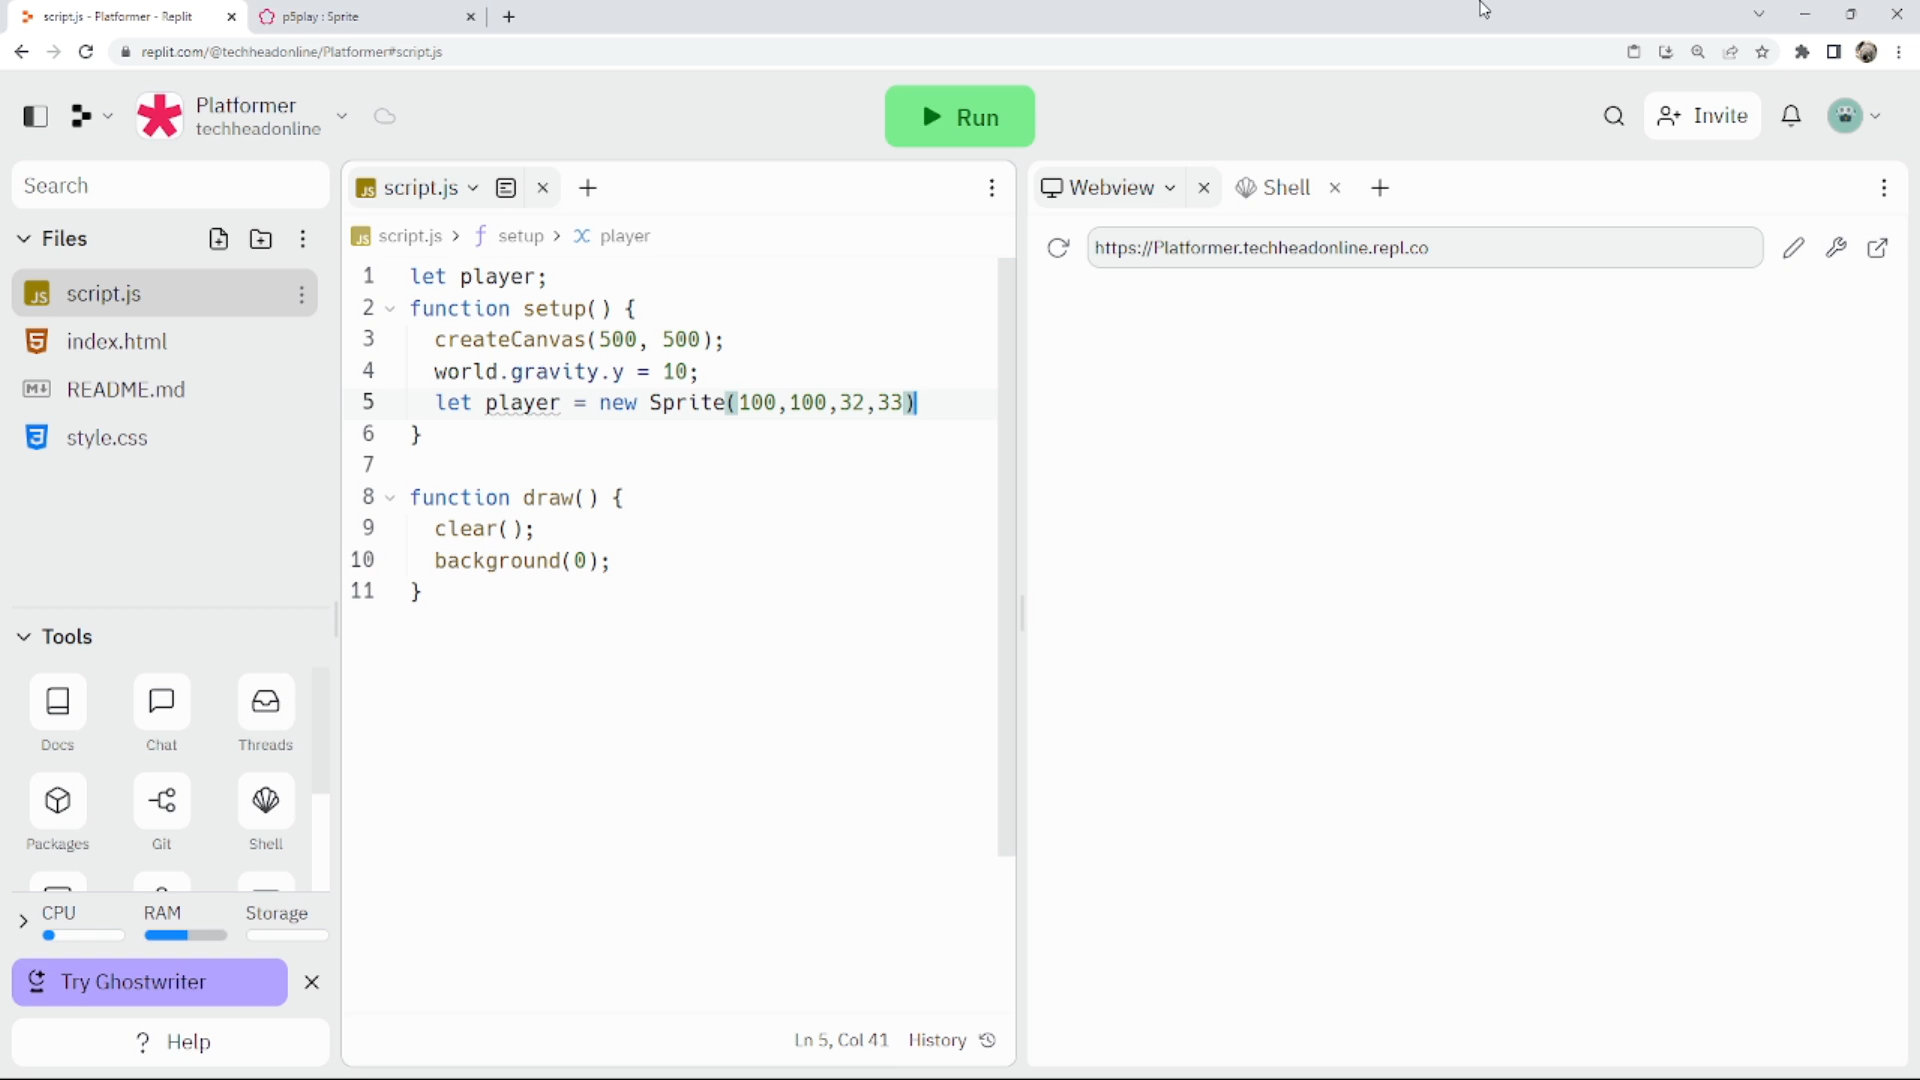 script.js - Platformer - Replit
p5play : Sprite
replit.com/@techheadonline/Platformer#script.js
Platformer
techheadonline
Run
Invite
Search
Files
script.js
index.html
README.md
style.css
Tools
Docs
Chat
Threads
Packages
Git
Shell
CPU
RAM
Storage
Try Ghostwriter
? Help
JS script.js
JS script.js > setup > player
1 let player;
2 function setup() {
3 createCanvas(500, 500);
4 world.gravity.y = 10;
5 let player = new Sprite(100,100,32,33)
6 }
7
8 function draw() {
9 clear();
10 background(0);
11 }
Ln 5, Col 41 History
Webview
Shell
https://Platformer.techheadonline.repl.co